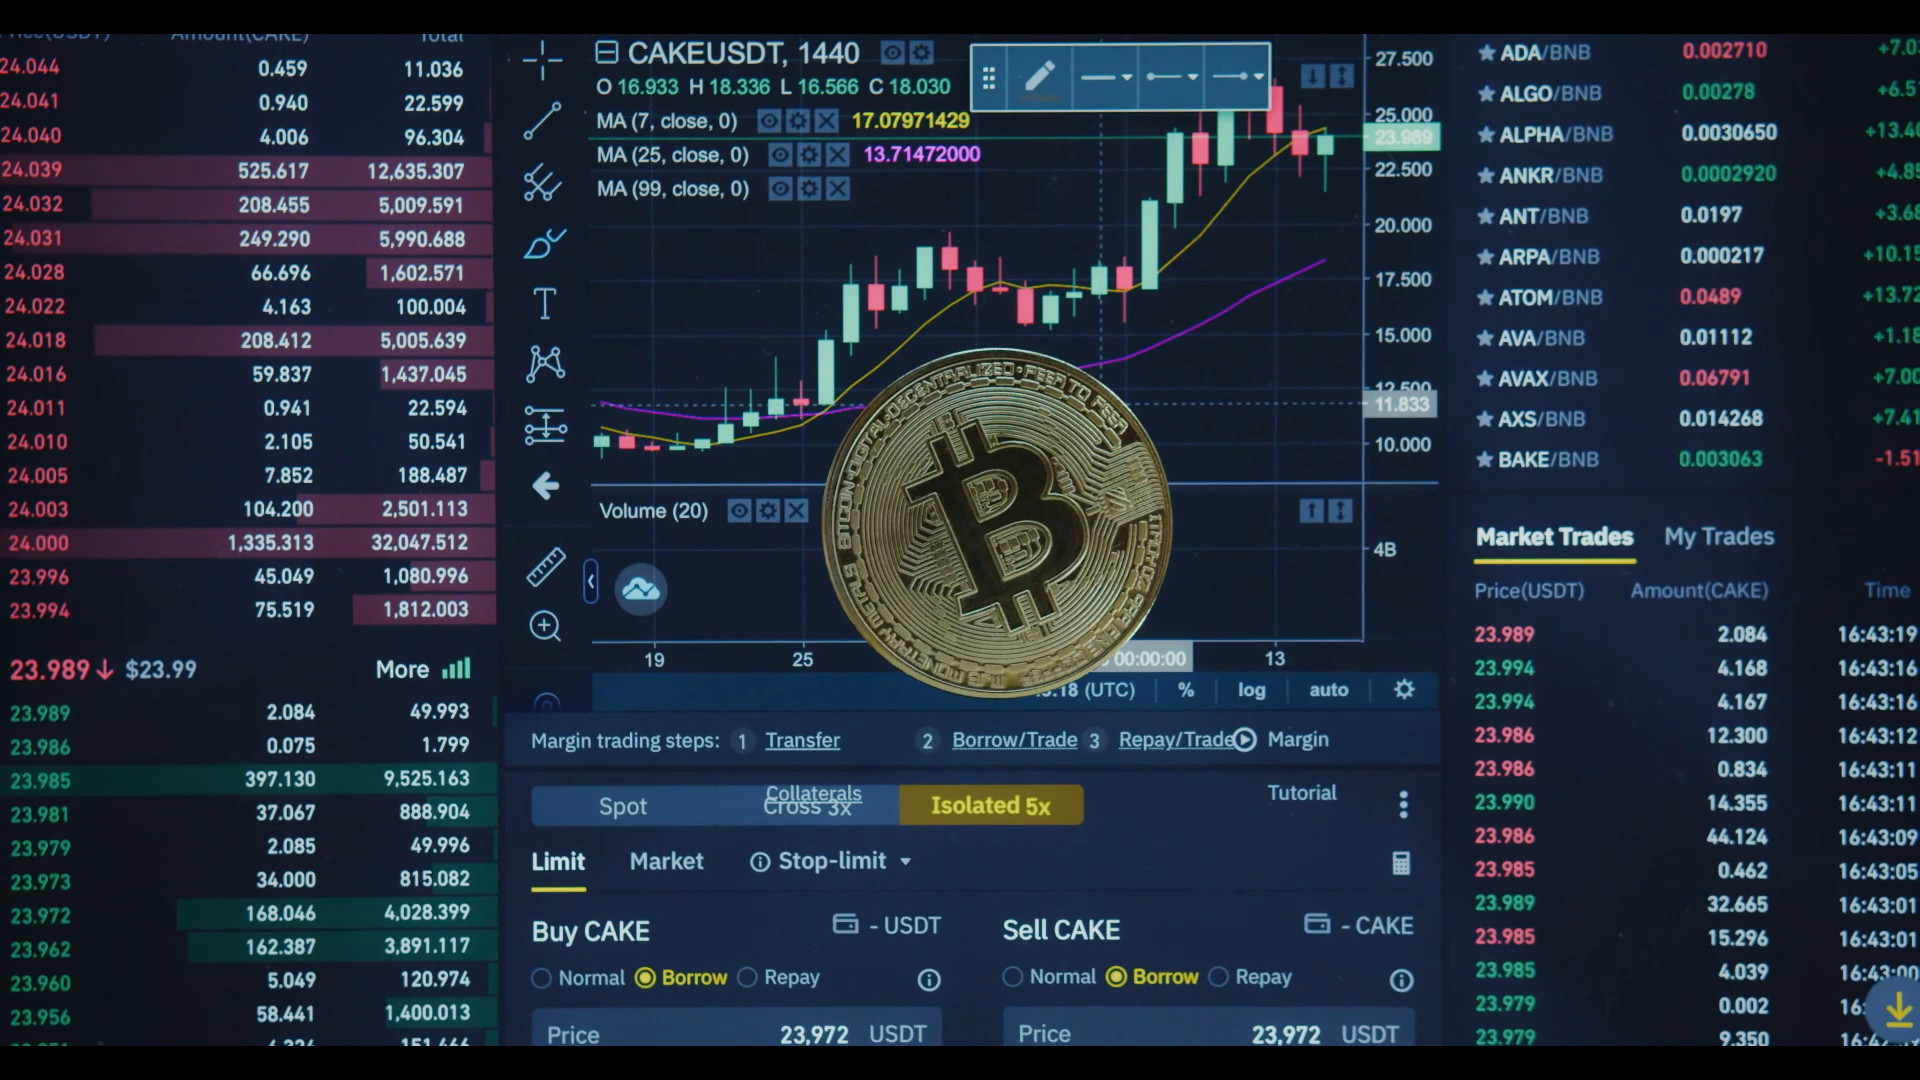 Price(USDT) Amount(CAKE) Total
24.044 0.459 11.036
24.041 0.940 22.599
24.040 4.006 96.304
24.039 525.617 12,635.307
24.032 208.455 5,009.591
24.031 249.290 5,990.688
24.028 66.696 1,602.571
24.022 4.163 100.004
24.018 208.412 5,005.639
24.016 59.837 1,437.045
24.011 0.941 22.594
24.010 2.105 50.541
24.005 7.852 188.487
24.003 104.200 2,501.113
24.000 1,335.313 32,047.512
23.996 45.049 1,080.996
23.994 75.519 1,812.003
23.989 $23.99 More
23.989 2.084 49.993
23.986 0.075 1.799
23.985 397.130 9,525.163
23.981 37.067 888.904
23.979 2.085 49.996
23.973 34.000 815.082
23.972 168.046 4,028.399
23.962 162.387 3,891.117
23.960 5.049 120.974
23.956 58.441 1,400.013
CAKEUSDT, 1440
O 16.933 H 18.336 L 16.566 C 18.030
MA (7, close, 0) 17.07971429
MA (25, close, 0) 13.71472000
MA (99, close, 0)
27.500
25.000
23.989
22.500
20.000
17.500
15.000
12.500
11.833
10.000
Volume (20)
4B
DECENTRALIZED • PEER TO PEER
BITCOIN•DIGITAL
19 25 00:00:00 13
(UTC) % log auto
Margin trading steps: 1 Transfer 2 Borrow/Trade 3 Repay/Trade Margin
Collaterals Tutorial
Spot Cross 3x Isolated 5x
Limit Market Stop-limit
Buy CAKE - USDT
Normal Borrow Repay
Price 23,972 USDT
Sell CAKE - CAKE
Normal Borrow Repay
Price 23,972 USDT
ADA/BNB 0.002710
ALGO/BNB 0.00278
ALPHA/BNB 0.0030650
ANKR/BNB 0.0002920
ANT/BNB 0.0197
ARPA/BNB 0.000217
ATOM/BNB 0.0489
AVA/BNB 0.01112
AVAX/BNB 0.06791
AXS/BNB 0.014268
BAKE/BNB 0.003063
Market Trades My Trades
Price(USDT) Amount(CAKE) Time
23.989 2.084 16:43:19
23.994 4.168 16:43:16
23.994 4.167 16:43:16
23.986 12.300 16:43:12
23.986 0.834 16:43:11
23.990 14.355 16:43:11
23.986 44.124 16:43:09
23.985 0.462 16:43:05
23.989 32.665 16:43:01
23.985 15.296 16:43:01
23.985 4.039 16:43:00
23.979 0.002
23.979 9.350